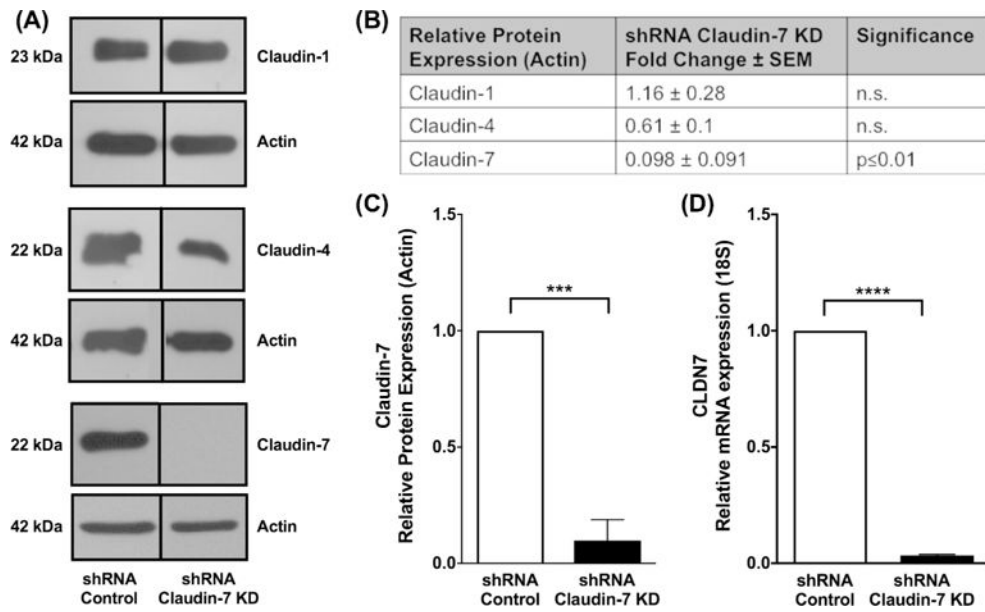 (A)
23 kDa
Claudin-1
42 kDa
Actin
22 kDa
Claudin-4
42 kDa
Actin
22 kDa
Claudin-7
42 kDa
Actin
shRNA
Control
shRNA
Claudin-7 KD
(B)
Relative Protein
Expression (Actin)
shRNA Claudin-7 KD
Fold Change ± SEM
Significance
Claudin-1
1.16 ± 0.28
n.s.
Claudin-4
0.61 ± 0.1
n.s.
Claudin-7
0.098 ± 0.091
p≤0.01
(C)
Claudin-7
Relative Protein Expression (Actin)
1.5
1.0
0.5
0.0
***
shRNA
Control
shRNA
Claudin-7 KD
(D)
CLDN7
Relative mRNA expression (18S)
1.5
1.0
0.5
0.0
****
shRNA
Control
shRNA
Claudin-7 KD